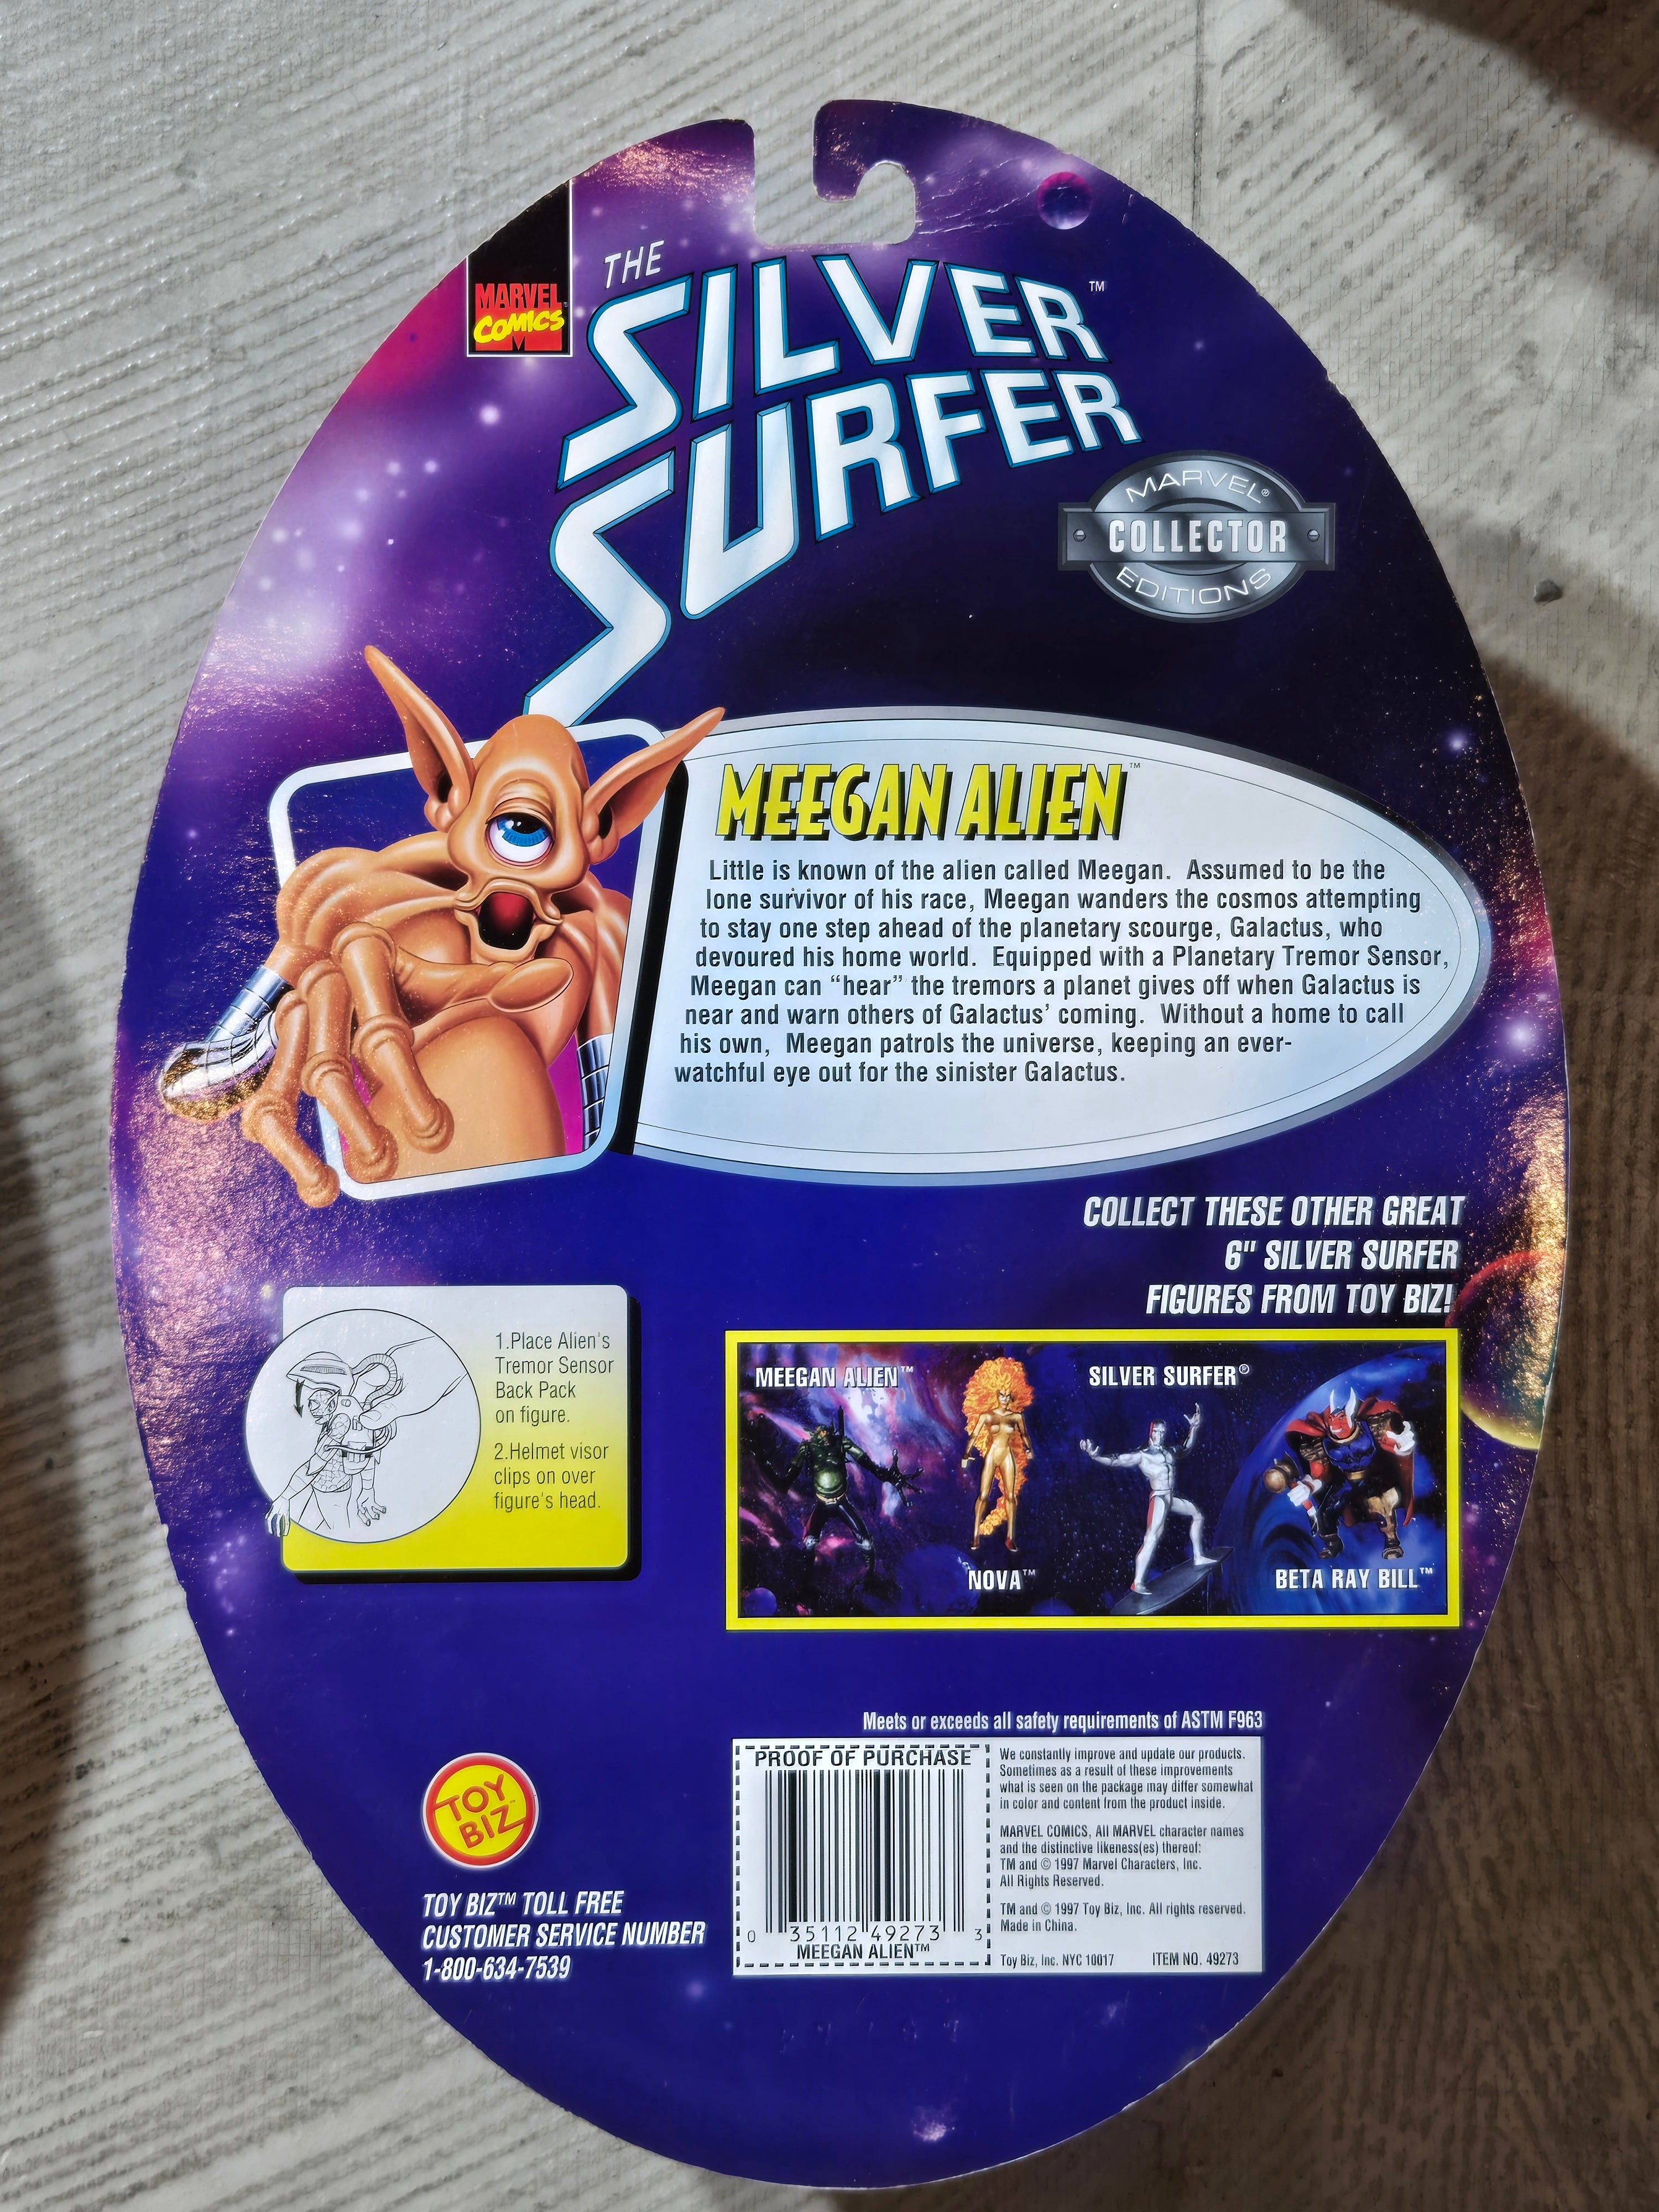 MARVEL
COMICS
THE
SILVER
SURFER™
MARVEL®
COLLECTOR
EDITIONS
MEEGAN ALIEN™
Little is known of the alien called Meegan. Assumed to be the
lone survivor of his race, Meegan wanders the cosmos attempting
to stay one step ahead of the planetary scourge, Galactus, who
devoured his home world. Equipped with a Planetary Tremor Sensor,
Meegan can “hear” the tremors a planet gives off when Galactus is
near and warn others of Galactus’ coming. Without a home to call
his own, Meegan patrols the universe, keeping an ever-
watchful eye out for the sinister Galactus.
COLLECT THESE OTHER GREAT
6" SILVER SURFER
FIGURES FROM TOY BIZ!
1.Place Alien's
Tremor Sensor
Back Pack
on figure.
2.Helmet visor
clips on over
figure's head.
MEEGAN ALIEN™
NOVA™
SILVER SURFER®
BETA RAY BILL™
Meets or exceeds all safety requirements of ASTM F963
PROOF OF PURCHASE
0 35112 49273 3
MEEGAN ALIEN™
We constantly improve and update our products.
Sometimes as a result of these improvements
what is seen on the package may differ somewhat
in color and content from the product inside.
MARVEL COMICS, All MARVEL character names
and the distinctive likeness(es) thereof:
TM and © 1997 Marvel Characters, Inc.
All Rights Reserved.
TM and © 1997 Toy Biz, Inc. All rights reserved.
Made in China.
Toy Biz, Inc. NYC 10017 ITEM NO. 49273
TOY
BIZ™
TOY BIZ™ TOLL FREE
CUSTOMER SERVICE NUMBER
1-800-634-7539